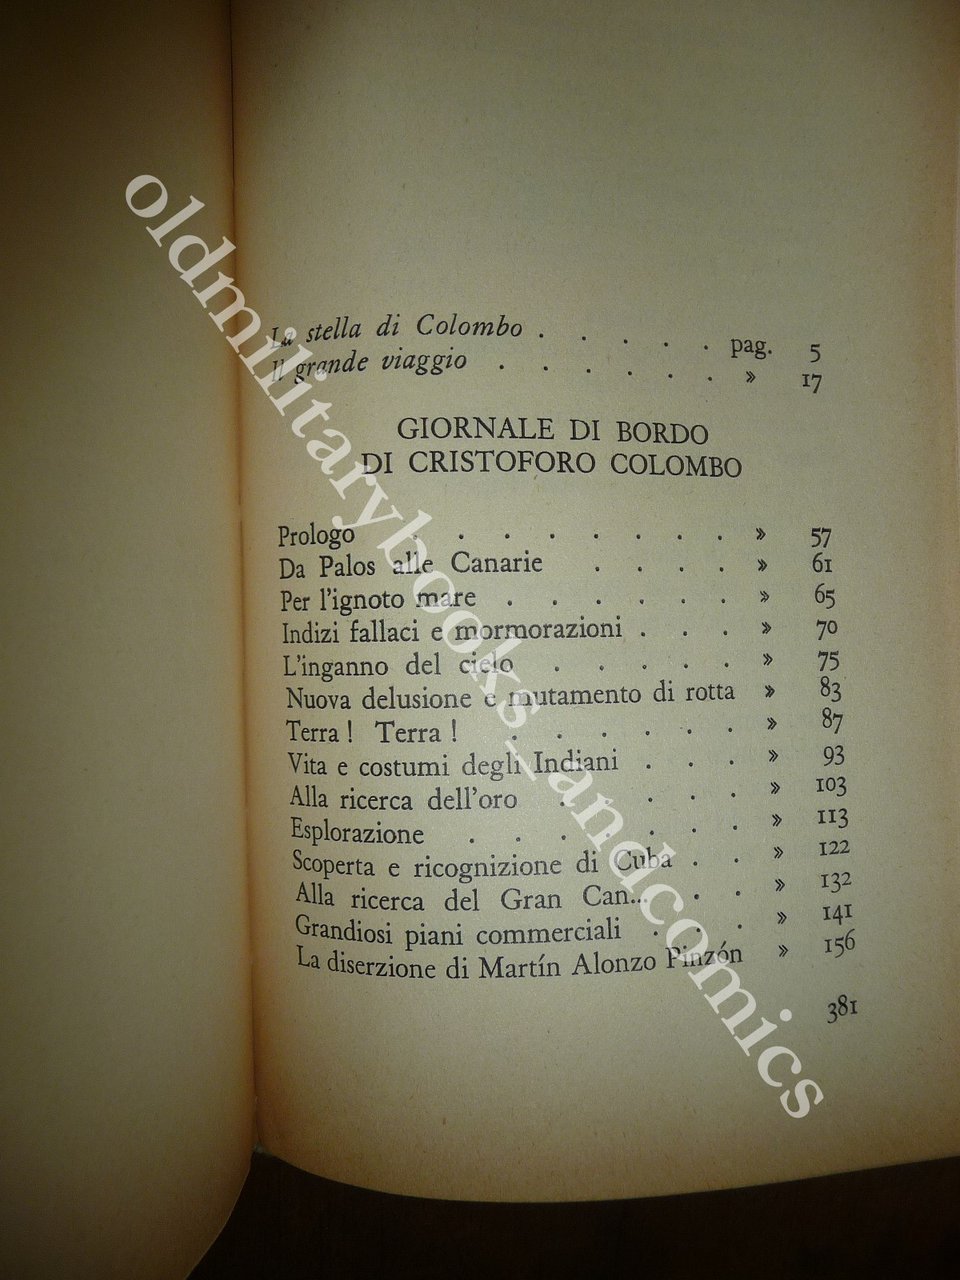 La stella di Colombo . . . . . pag. 5
Il grande viaggio . . . . . . » 17
GIORNALE DI BORDO
DI CRISTOFORO COLOMBO
Prologo . . . . . . . . » 57
Da Palos alle Canarie . . . . » 61
Per l'ignoto mare . . . . . . » 65
Indizi fallaci e mormorazioni . . . » 70
L'inganno del cielo . . . . . » 75
Nuova delusione e mutamento di rotta » 83
Terra ! Terra ! . . . . . . » 87
Vita e costumi degli Indiani . . . » 93
Alla ricerca dell'oro . . . . . » 103
Esplorazione . . . . . . . » 113
Scoperta e ricognizione di Cuba . . » 122
Alla ricerca del Gran Can... . . » 132
Grandiosi piani commerciali . . . » 141
La diserzione di Martín Alonzo Pinzón » 156
381
oldmilitarybooks_andcomics